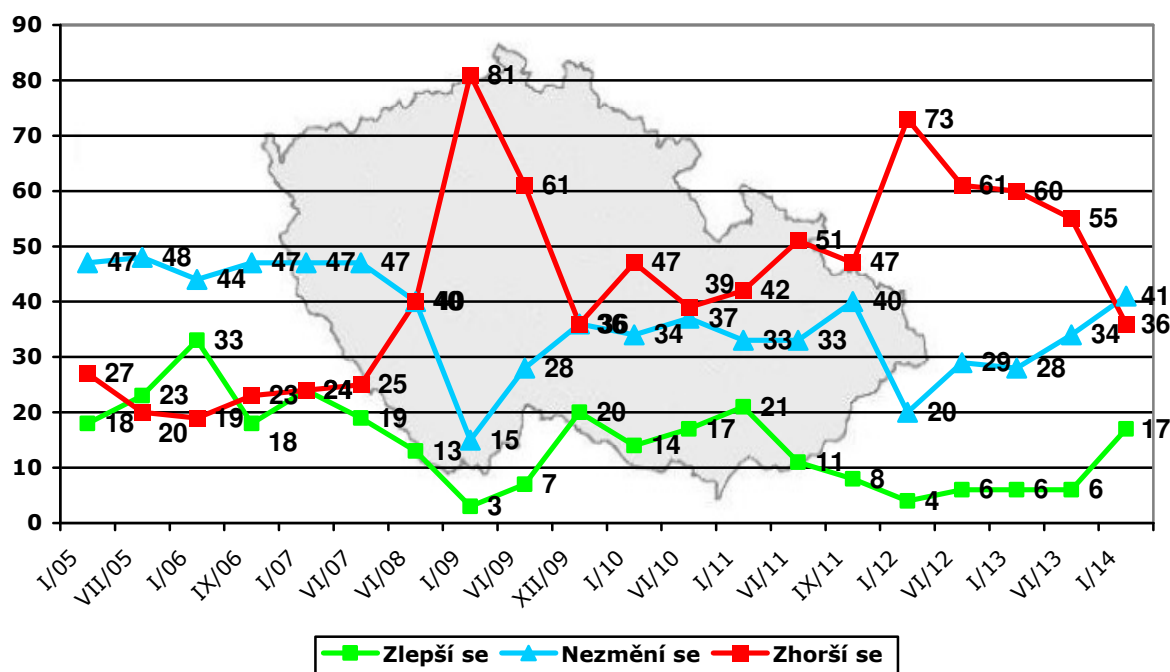 90
80
81
70
73
60
61 61 60
55
50
51
47 48 44 47 47 47 47 47
40
40 40 39 42 40 41
36 36 34 37 33 33 34 36
30
33
28 29 28
27 23 23 24 24 25
20
18 20 19 18 19 20 14 17 21 20 17
10
13 15 11
3 7 8 4 6 6 6
0
I/05 VII/05 I/06 IX/06 I/07 VI/07 VI/08 I/09 VI/09 XII/09 I/10 VI/10 I/11 VI/11 IX/11 I/12 VI/12 I/13 VI/13 I/14
Zlepší se Nezmění se Zhorší se